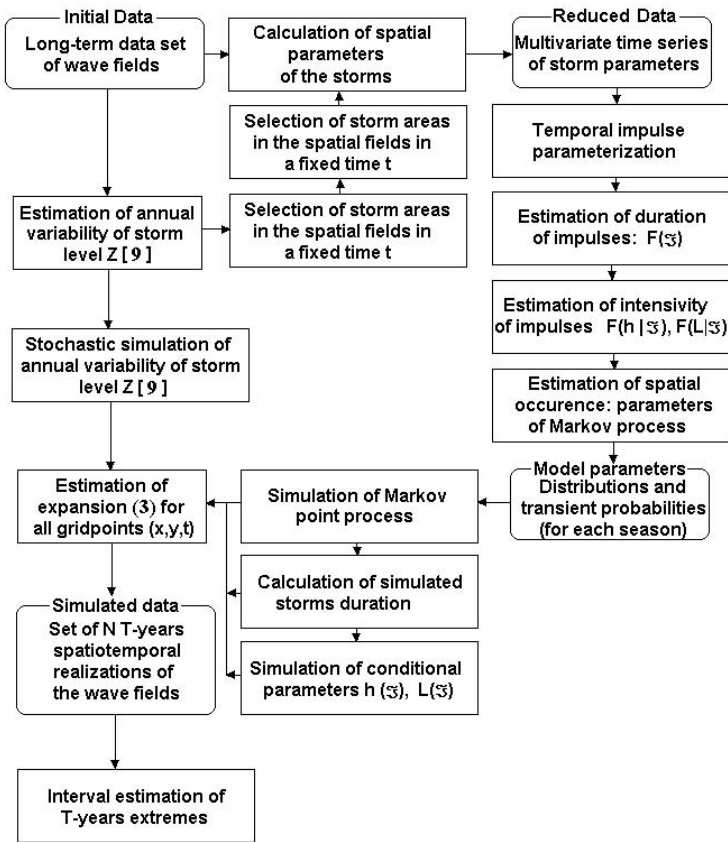 Initial Data
Long-term data set
of wave fields
Calculation of spatial
parameters
of the storms
Reduced Data
Multivariate time series
of storm parameters
Selection of storm areas
in the spatial fields in
a fixed time t
Temporal impulse
parameterization
Estimation of annual
variability of storm
level Z [ 9 ]
Selection of storm areas
in the spatial fields in
a fixed time t
Estimation of duration
of impulses: F(ℑ)
Estimation of intensivity
of impulses F(h | ℑ), F(L|ℑ)
Stochastic simulation of
annual variability of storm
level Z [ 9 ]
Estimation of spatial
occurence: parameters
of Markov process
Model parameters
Distributions and
transient probabilities
(for each season)
Estimation of
expansion (3) for
all gridpoints (x,y,t)
Simulation of Markov
point process
Calculation of simulated
storms duration
Simulation of conditional
parameters h (ℑ), L(ℑ)
Simulated data
Set of N T-years
spatiotemporal
realizations of
the wave fields
Interval estimation of
T-years extremes